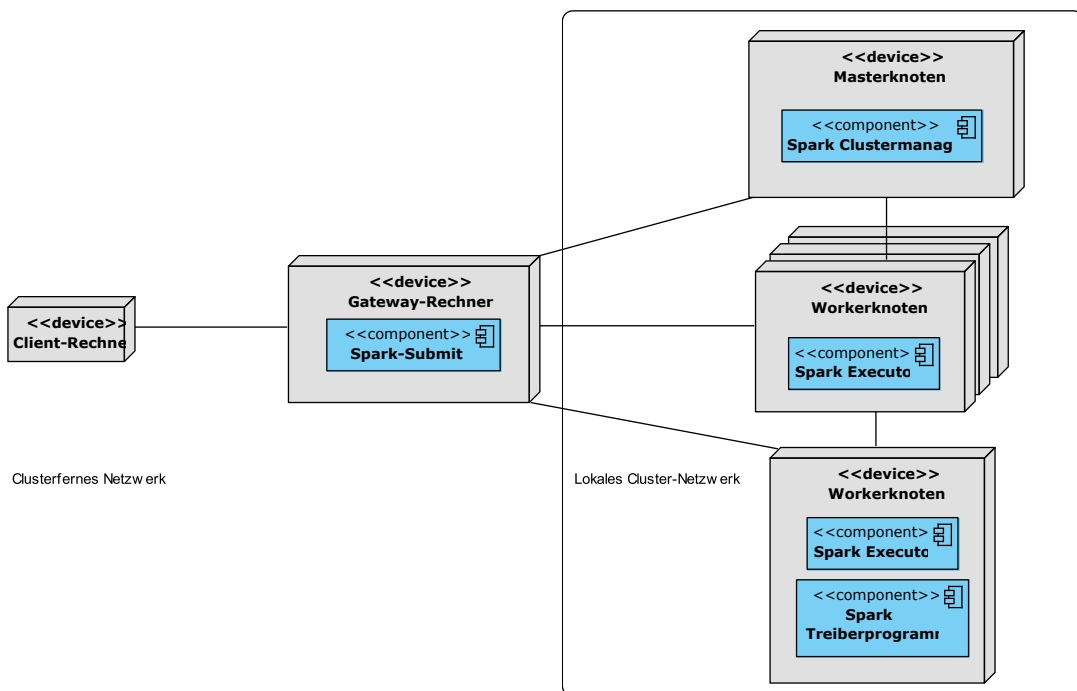 <<device>>
Masterknoten
<<component>>
Spark Clustermanag
<<device>>
Gateway-Rechner
<<component>>
Spark-Submit
<<device>>
Client-Rechne
<<device>>
Workerknoten
<<component>
Spark Executo
Clusterfernes Netzwerk
Lokales Cluster-Netzwerk
<<device>>
Workerknoten
<<component>
Spark Executo
<<component>>
Spark
Treiberprogramm